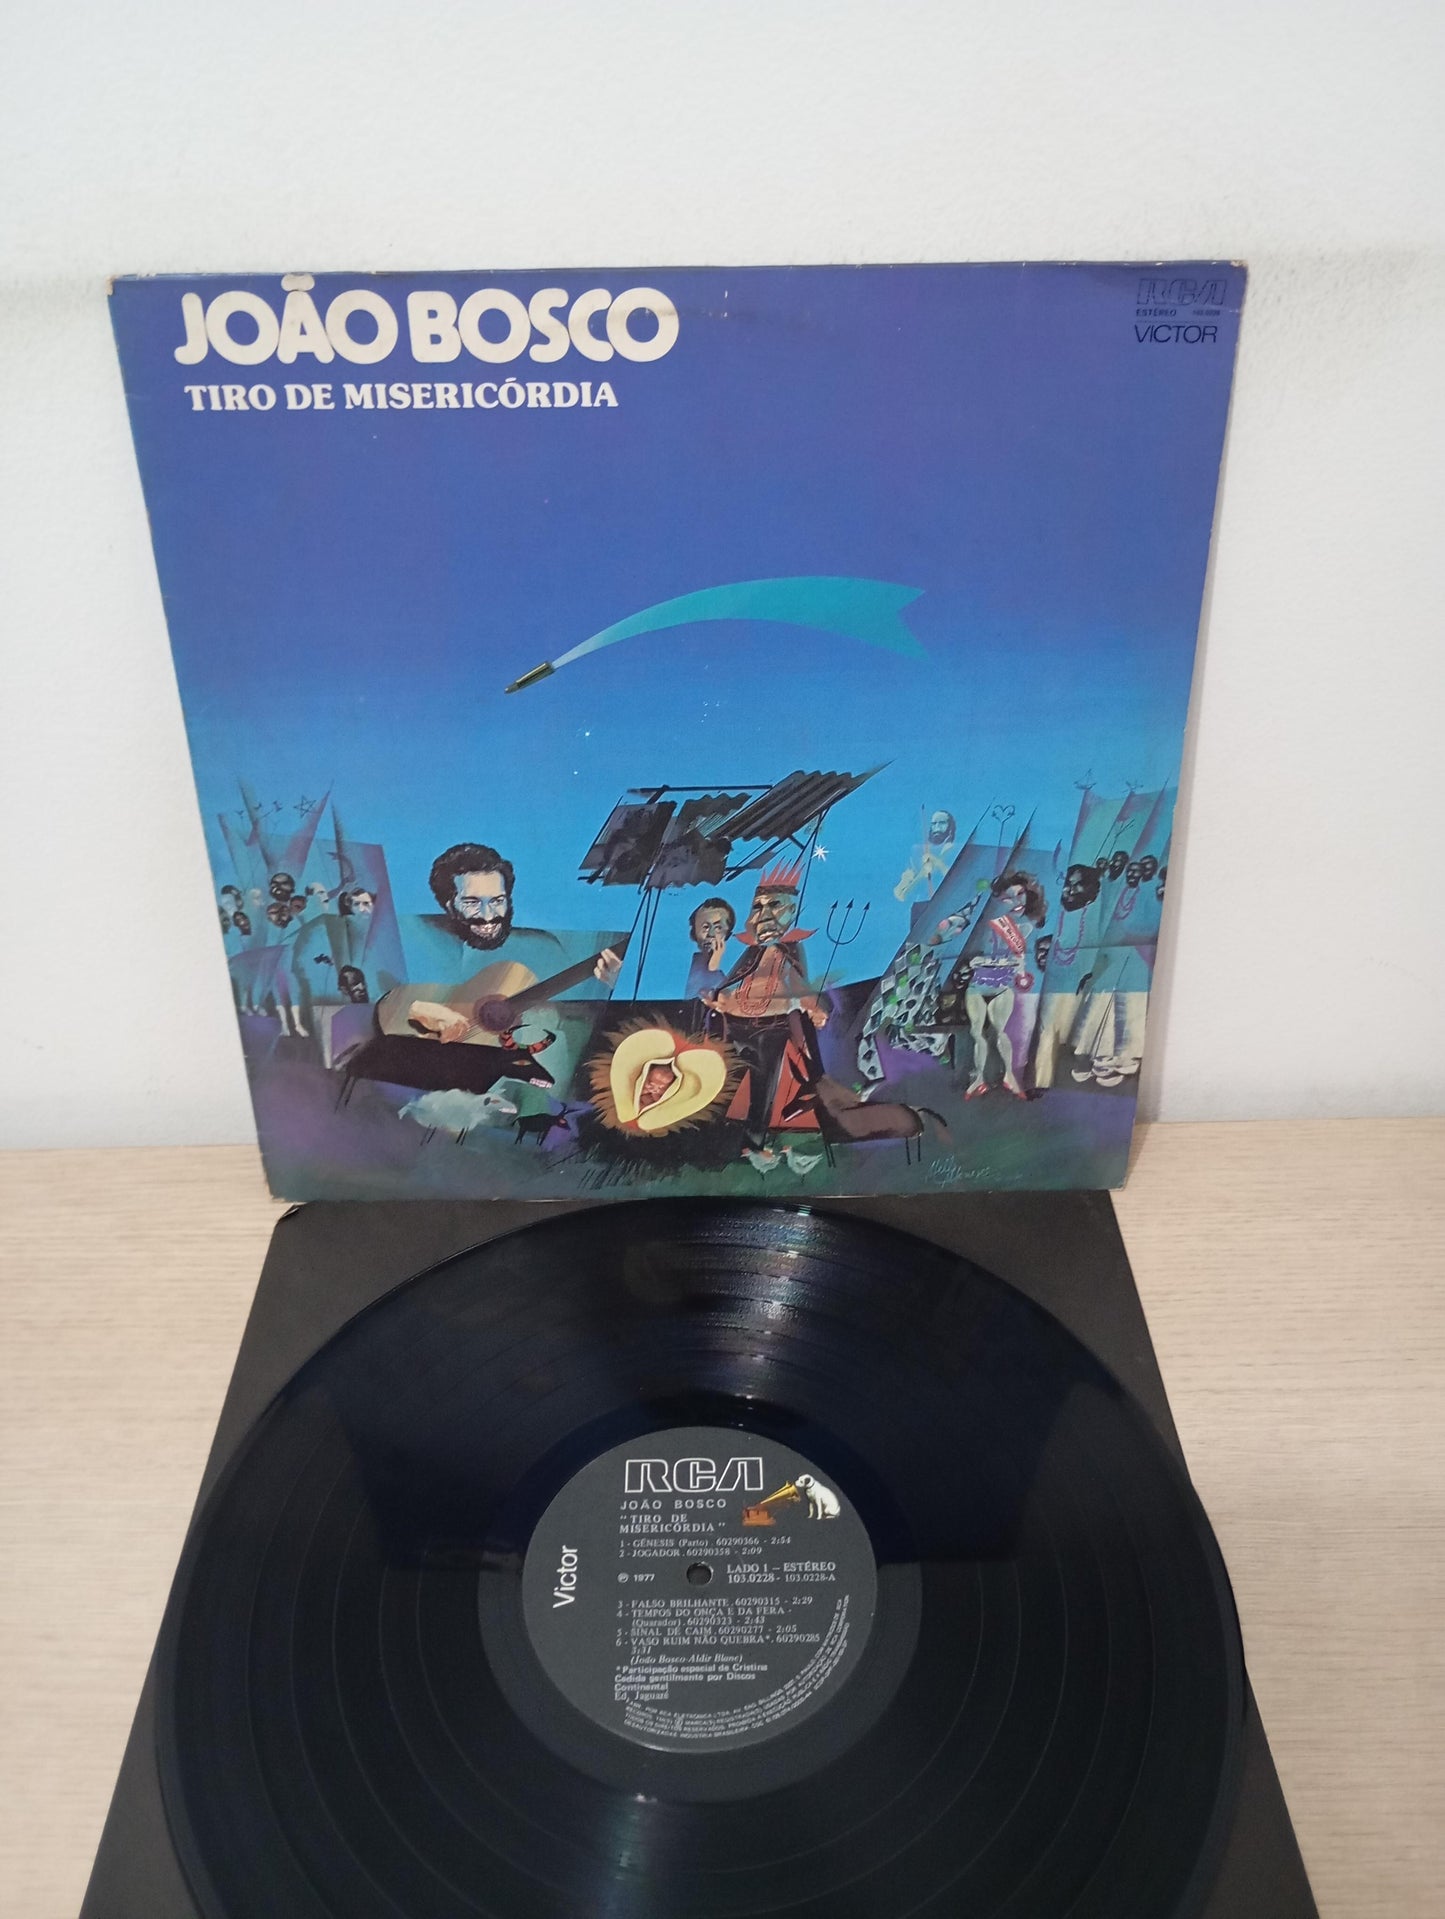 JOÃO BOSCO
TIRO DE MISERICÓRDIA
RCA
ESTÉREO 103.0228
VICTOR
RCA
JOÃO BOSCO
"TIRO DE
MISERICÓRDIA"
1 - GÊNESIS (Parto) . 60290366 - 2:54
2 - JOGADOR . 60290358 - 2:09
LADO 1 - ESTÉREO
℗ 1977
103.0228 - 103.0228-A
Victor
3 - FALSO BRILHANTE . 60290315 - 2:29
4 - TEMPOS DO ONÇA E DA FERA -
(Quarador) . 60290323 - 2:43
5 - SINAL DE CAIM . 60290277 - 2:05
6 - VASO RUIM NÃO QUEBRA* . 60290285
3:31
(João Bosco-Aldir Blanc)
*Participação especial de Cristina
Cedida gentilmente por Discos
Continental
Ed, Jaguaré